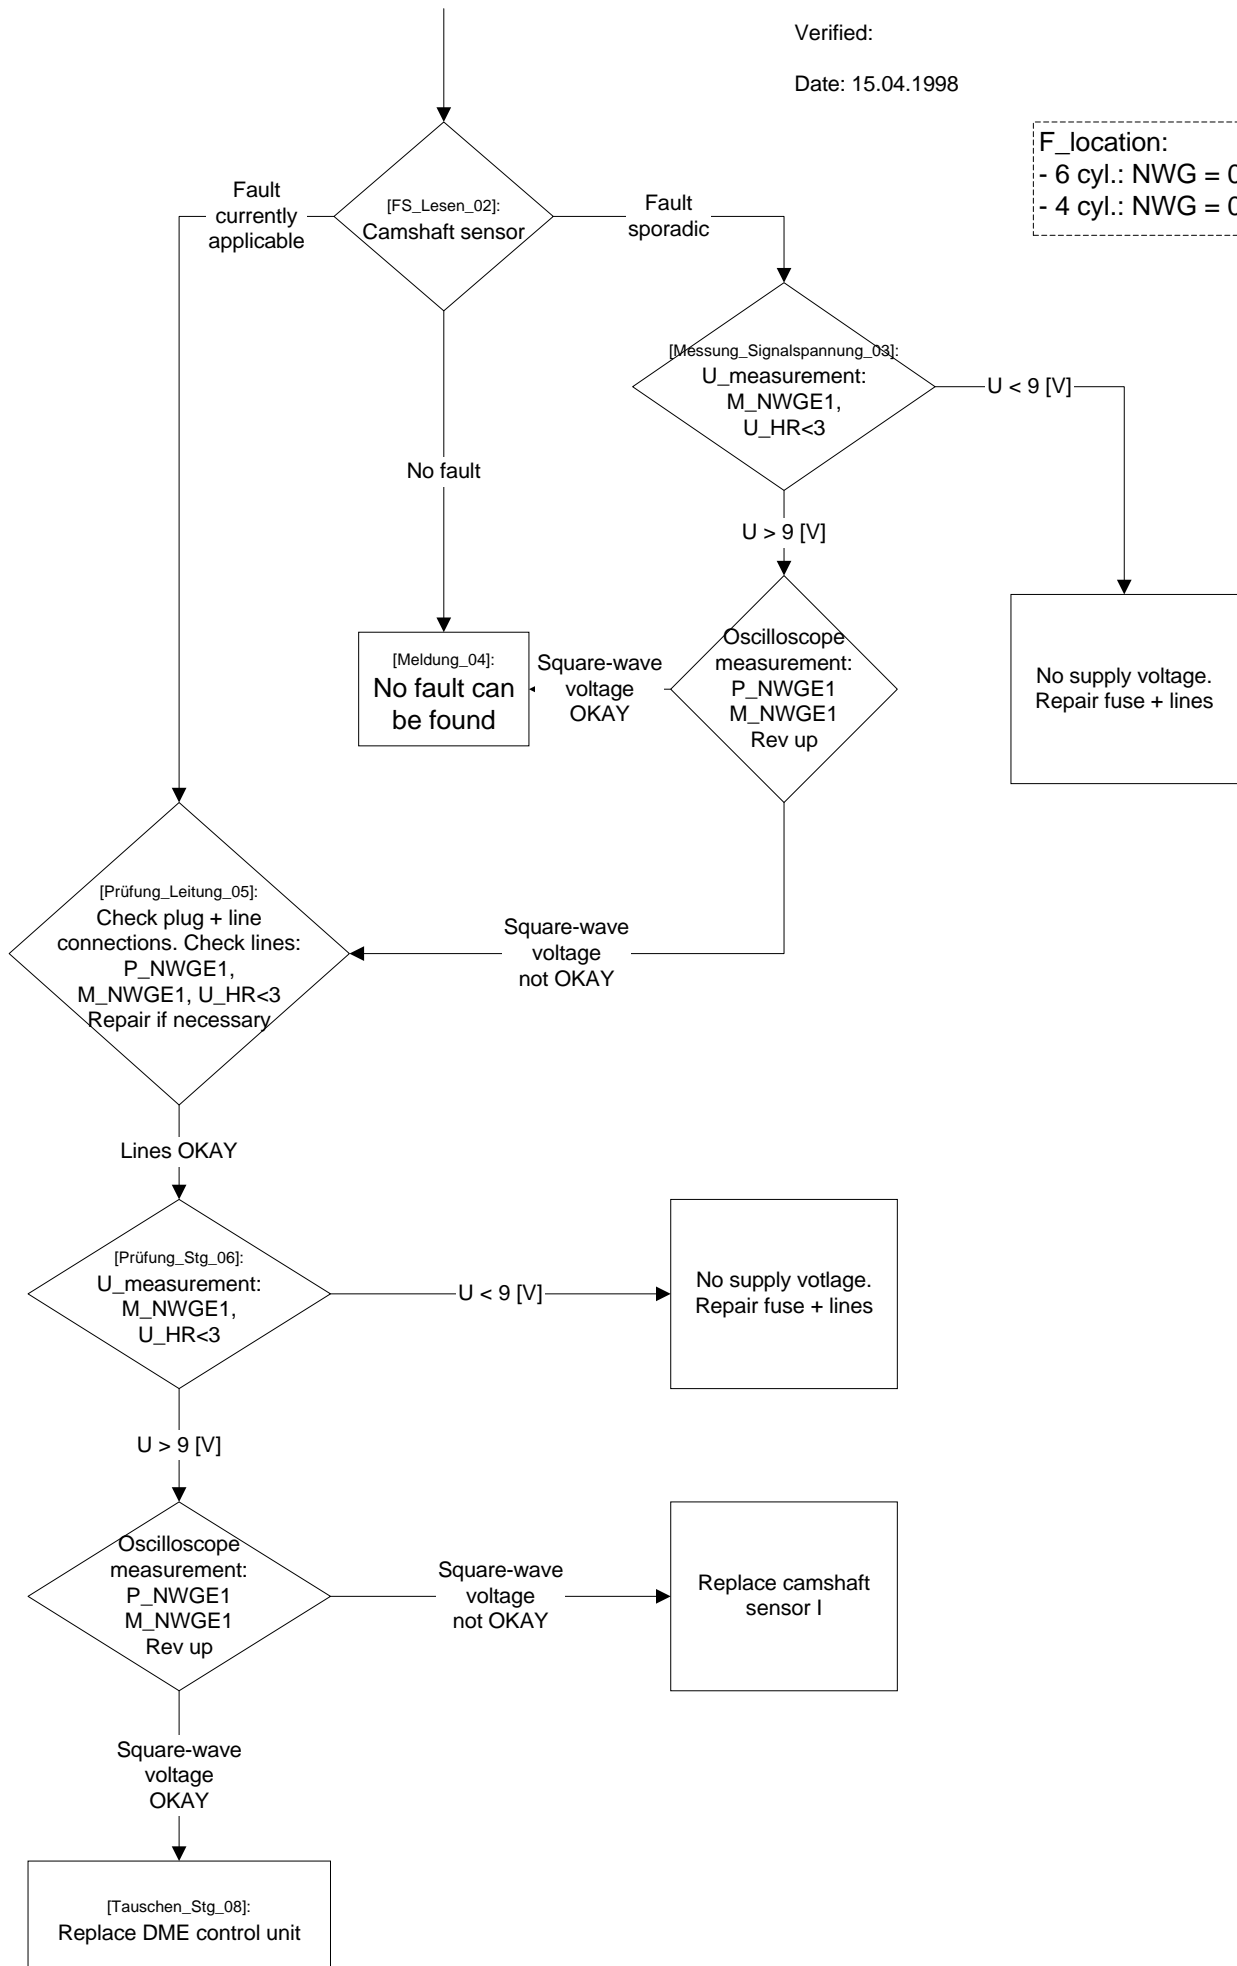 Verified:
Date: 15.04.1998
F_location:
- 6 cyl.: NWG = 0
- 4 cyl.: NWG = 0
Fault
currently
applicable
[FS_Lesen_02]:
Camshaft sensor
Fault
sporadic
[Messung_Signalspannung_03]:
U_measurement:
M_NWGE1,
U_HR<3
U < 9 [V]
No fault
U > 9 [V]
[Meldung_04]:
No fault can
be found
Square-wave
voltage
OKAY
Oscilloscope
measurement:
P_NWGE1
M_NWGE1
Rev up
No supply voltage.
Repair fuse + lines
[Prüfung_Leitung_05]:
Check plug + line
connections. Check lines:
P_NWGE1,
M_NWGE1, U_HR<3
Repair if necessary
Square-wave
voltage
not OKAY
Lines OKAY
[Prüfung_Stg_06]:
U_measurement:
M_NWGE1,
U_HR<3
U < 9 [V]
No supply votlage.
Repair fuse + lines
U > 9 [V]
Oscilloscope
measurement:
P_NWGE1
M_NWGE1
Rev up
Square-wave
voltage
not OKAY
Replace camshaft
sensor I
Square-wave
voltage
OKAY
[Tauschen_Stg_08]:
Replace DME control unit